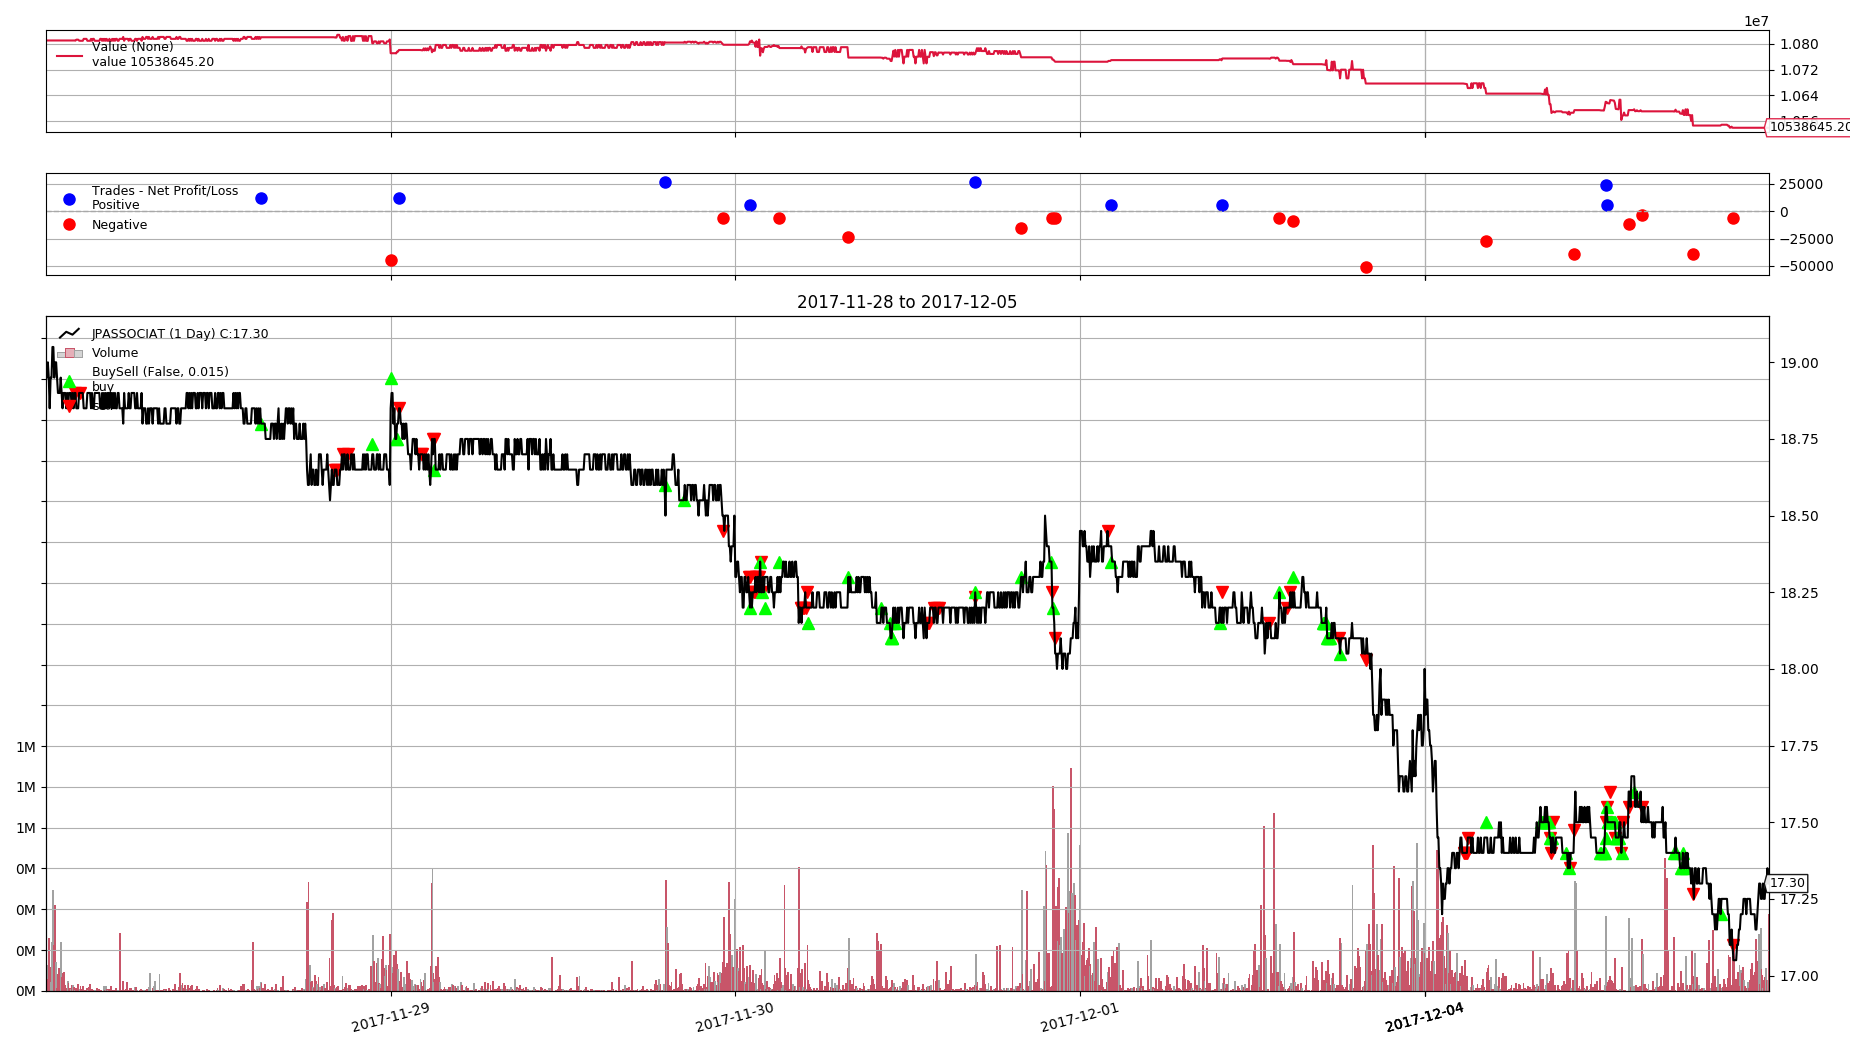 1e7
Value (None)
value 10538645.20
1.080
1.072
1.064
10538645.20
Trades - Net Profit/Loss
Positive
Negative
25000
0
−25000
−50000
2017-11-28 to 2017-12-05
JPASSOCIAT (1 Day) C:17.30
Volume
BuySell (False, 0.015)
buy
19.00
18.75
18.50
18.25
18.00
17.75
17.50
17.30
17.25
17.00
1M
1M
1M
0M
0M
0M
0M
2017-11-29
2017-11-30
2017-12-01
2017-12-04